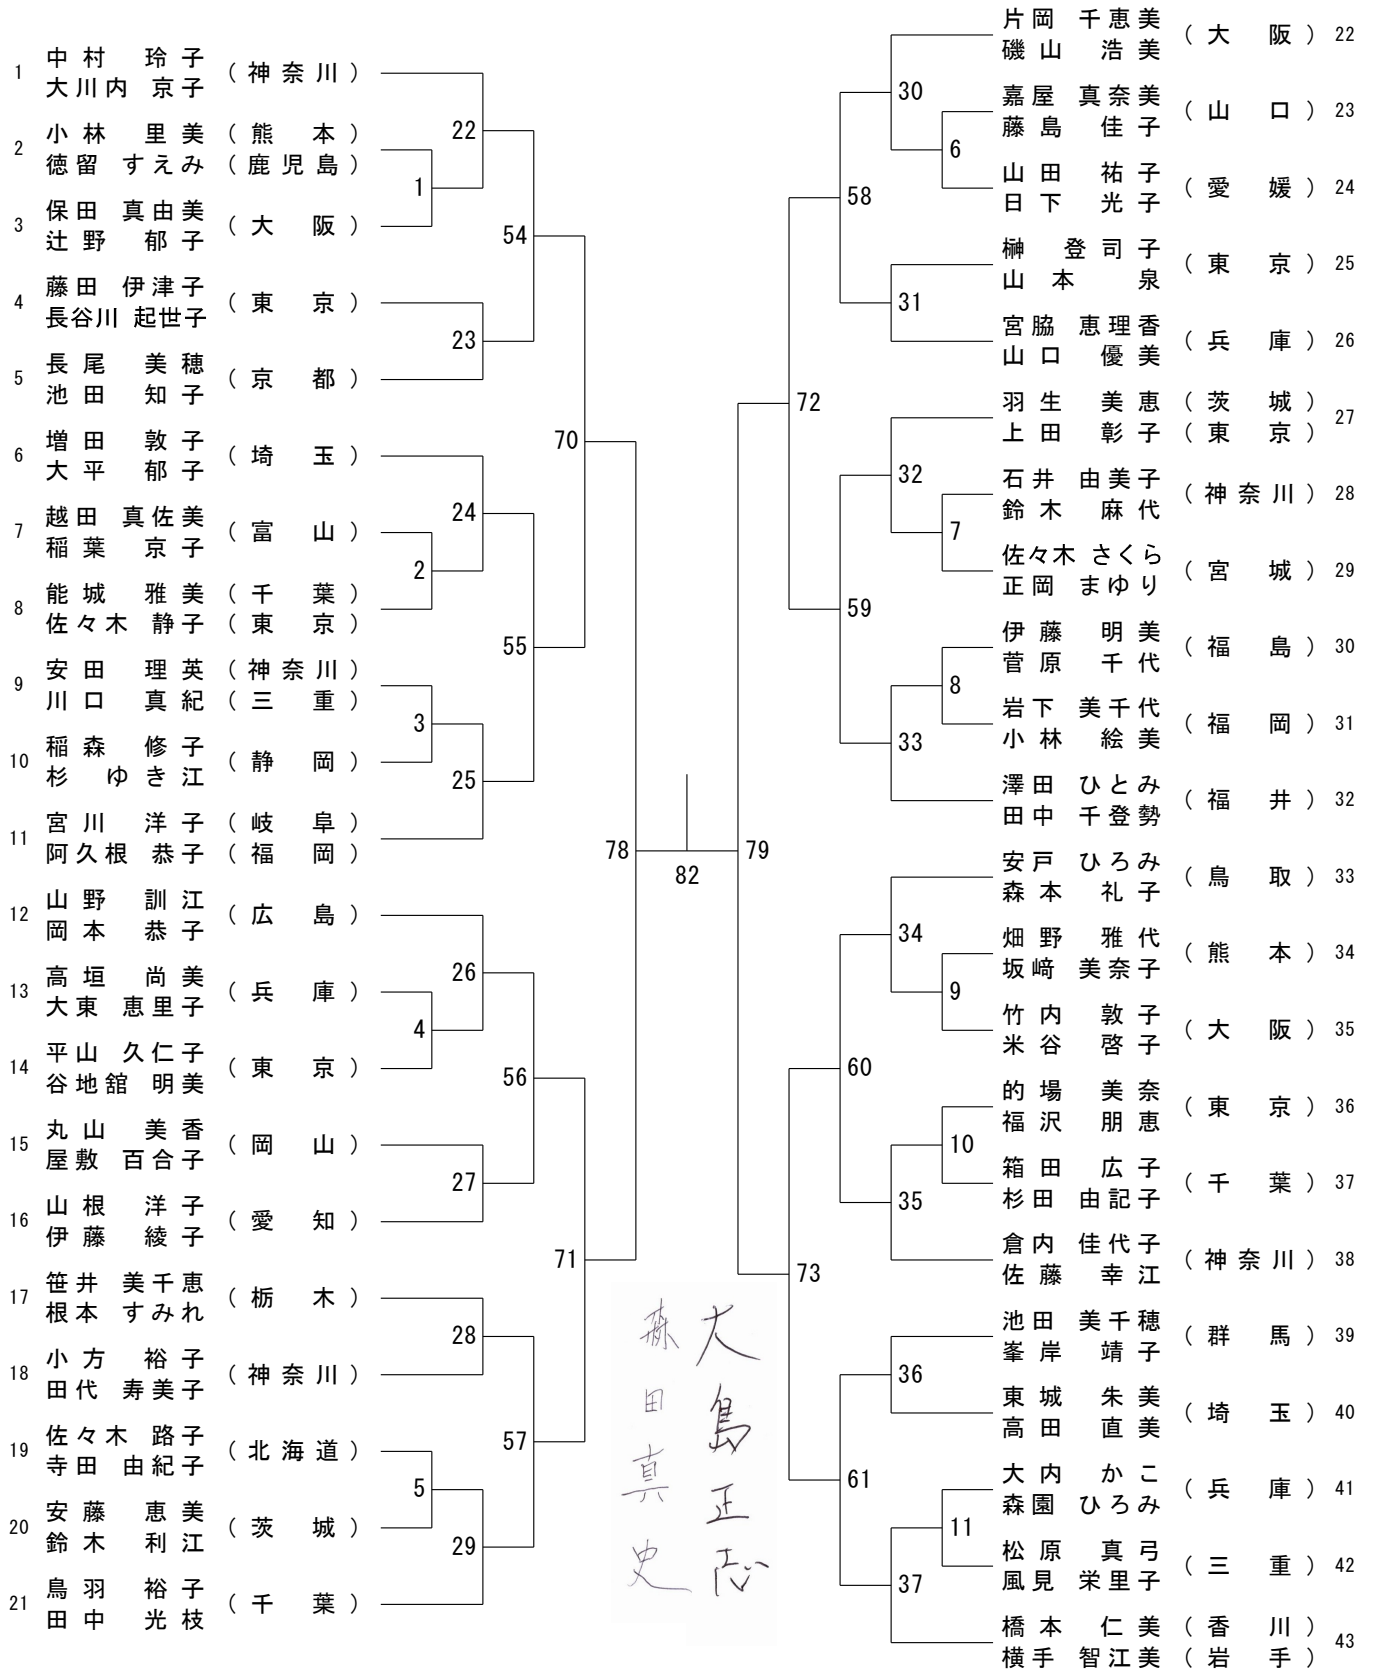 1 中村 玲子 (神奈川)
大川内 京子
2 小林 里美 (熊本)
徳留 すえみ (鹿児島)
3 保田 真由美 (大阪)
辻野 郁子
4 藤田 伊津子 (東京)
長谷川 起世子
5 長尾 美穂 (京都)
池田 知子
6 増田 敦子 (埼玉)
大平 郁子
7 越田 真佐美 (富山)
稲葉 京子
8 能城 雅美 (千葉)
佐々木 静子 (東京)
9 安田 理英 (神奈川)
川口 真紀 (三重)
10 稲森 修子 (静岡)
杉 ゆき江
11 宮川 洋子 (岐阜)
阿久根 恭子 (福岡)
12 山野 訓江 (広島)
岡本 恭子
13 高垣 尚美 (兵庫)
大東 恵里子
14 平山 久仁子 (東京)
谷地舘 明美
15 丸山 美香 (岡山)
屋敷 百合子
16 山根 洋子 (愛知)
伊藤 綾子
17 笹井 美千恵 (栃木)
根本 すみれ
18 小方 裕子 (神奈川)
田代 寿美子
19 佐々木 路子 (北海道)
寺田 由紀子
20 安藤 恵美 (茨城)
鈴木 利江
21 鳥羽 裕子 (千葉)
田中 光枝
1
2
3
4
5
22
23
24
25
26
27
28
29
54
55
56
57
70
71
78
82
79
72
73
58
59
60
61
30
31
32
33
34
35
36
37
6
7
8
9
10
11
大島正志
森田真史
片岡 千恵美 (大阪) 22
磯山 浩美
嘉屋 真奈美 (山口) 23
藤島 佳子
山田 祐子 (愛媛) 24
日下 光子
榊 登司子 (東京) 25
山本 泉
宮脇 恵理香 (兵庫) 26
山口 優美
羽生 美恵 (茨城) 27
上田 彰子 (東京)
石井 由美子 (神奈川) 28
鈴木 麻代
佐々木 さくら (宮城) 29
正岡 まゆり
伊藤 明美 (福島) 30
菅原 千代
岩下 美千代 (福岡) 31
小林 絵美
澤田 ひとみ (福井) 32
田中 千登勢
安戸 ひろみ (鳥取) 33
森本 礼子
畑野 雅代 (熊本) 34
坂﨑 美奈子
竹内 敦子 (大阪) 35
米谷 啓子
的場 美奈 (東京) 36
福沢 朋恵
箱田 広子 (千葉) 37
杉田 由記子
倉内 佳代子 (神奈川) 38
佐藤 幸江
池田 美千穂 (群馬) 39
峯岸 靖子
東城 朱美 (埼玉) 40
高田 直美
大内 かこ (兵庫) 41
森園 ひろみ
松原 真弓 (三重) 42
風見 栄里子
橋本 仁美 (香川) 43
横手 智江美 (岩手)